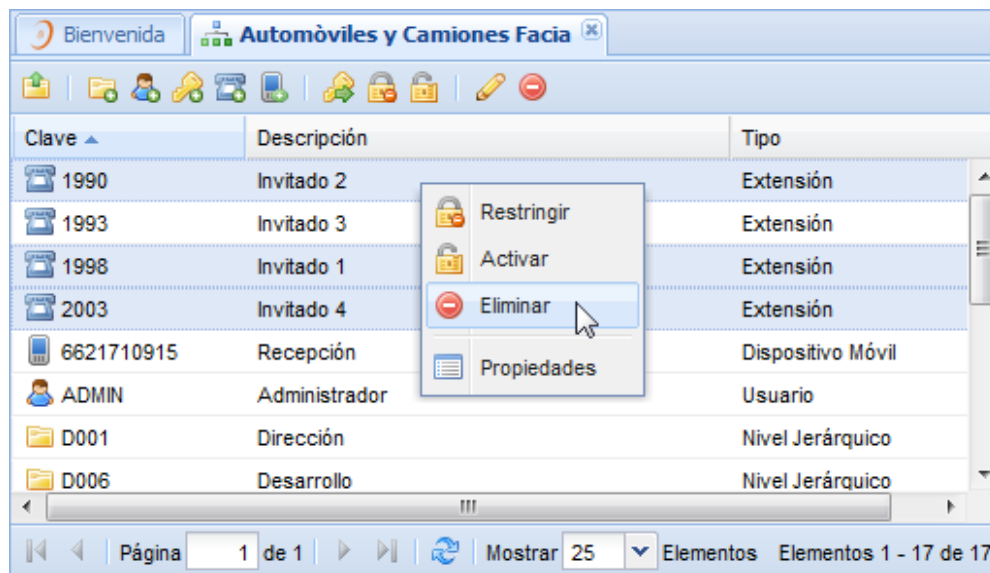 Bienvenida Automòviles y Camiones Facia
Clave Descripción Tipo
1990 Invitado 2 Extensión
1993 Invitado 3 Extensión
1998 Invitado 1 Extensión
2003 Invitado 4 Extensión
6621710915 Recepción Dispositivo Móvil
ADMIN Administrador Usuario
D001 Dirección Nivel Jerárquico
D006 Desarrollo Nivel Jerárquico
Restringir
Activar
Eliminar
Propiedades
Página 1 de 1 Mostrar 25 Elementos Elementos 1 - 17 de 17